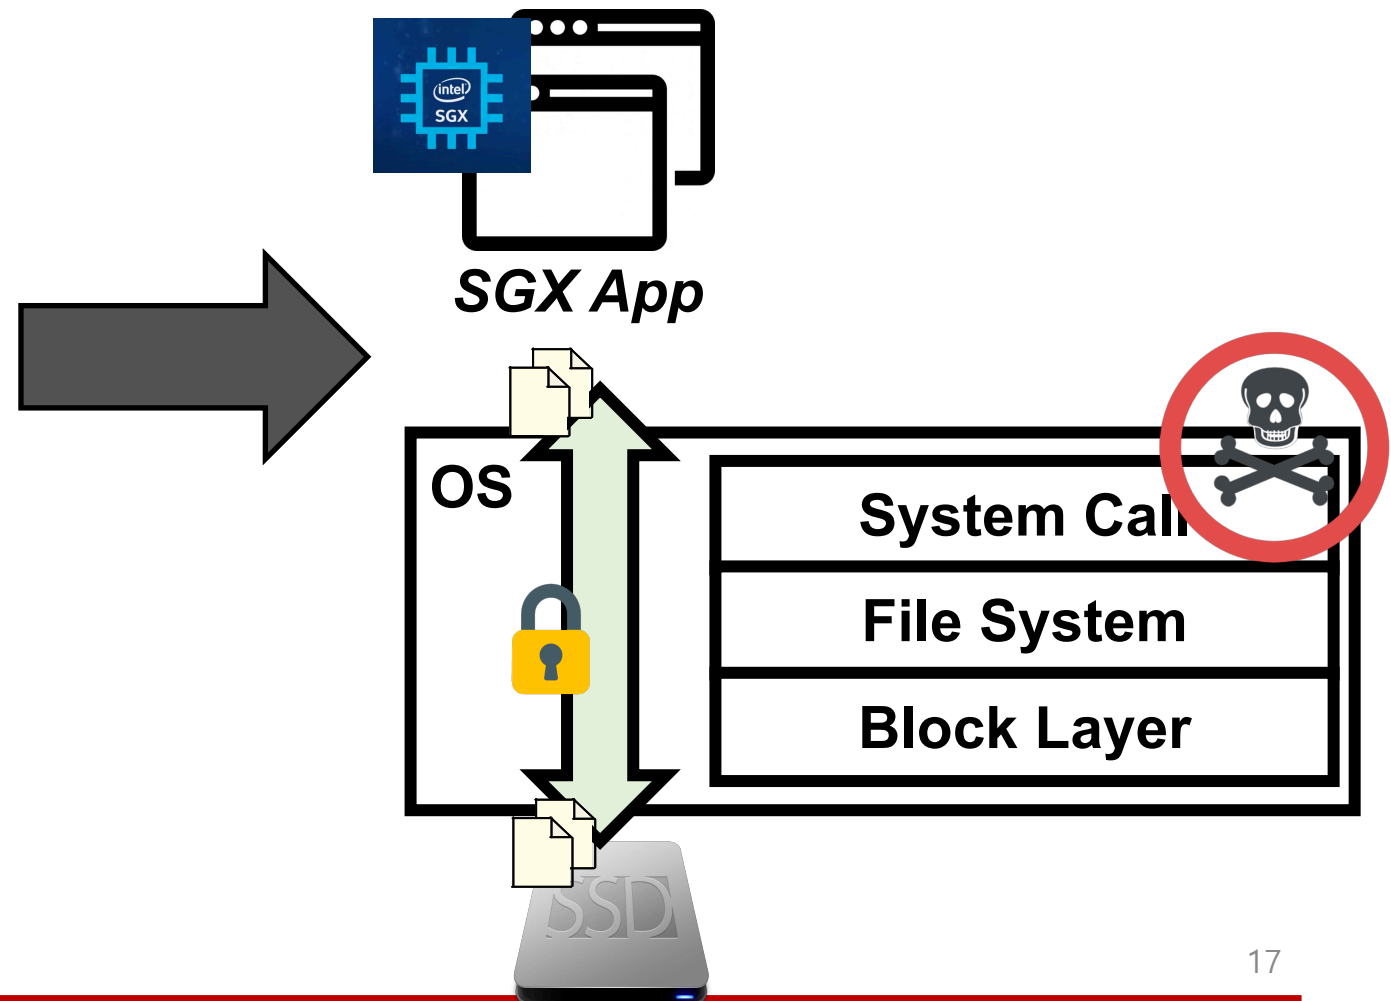 intel
SGX
SGX App
OS
System Call
File System
Block Layer
SSD
17